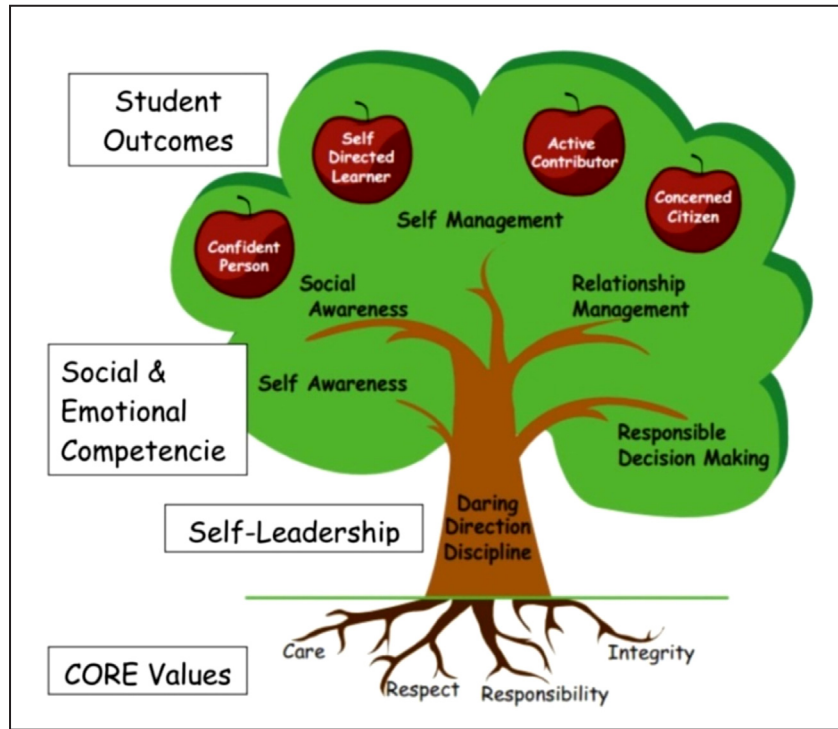 Student
Outcomes
Self
Directed
Learner
Active
Contributor
Concerned
Citizen
Confident
Person
Self Management
Social
Awareness
Relationship
Management
Social &
Emotional
Competencie
Self Awareness
Responsible
Decision Making
Self-Leadership
Daring
Direction
Discipline
CORE Values
Care
Respect
Responsibility
Integrity